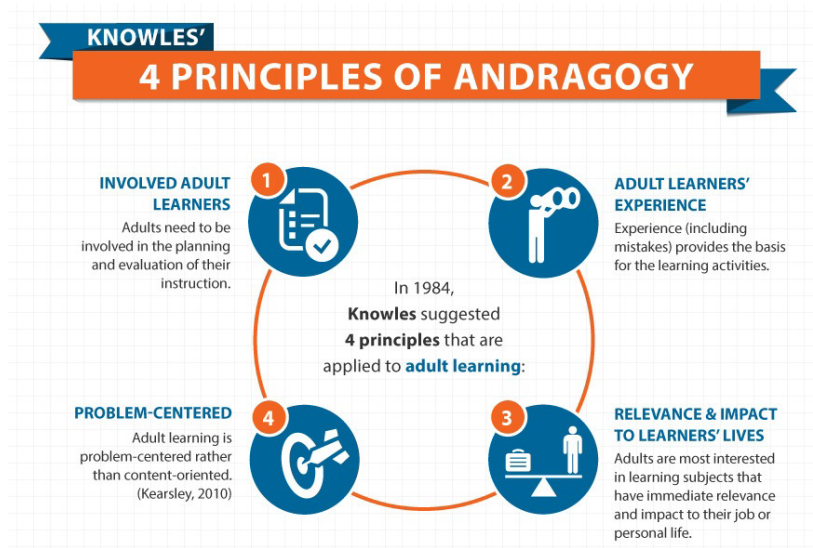 KNOWLES'
4 PRINCIPLES OF ANDRAGOGY
1
INVOLVED ADULT
LEARNERS
Adults need to be
involved in the planning
and evaluation of their
instruction.
2
ADULT LEARNERS'
EXPERIENCE
Experience (including
mistakes) provides the basis
for the learning activities.
In 1984,
Knowles suggested
4 principles that are
applied to adult learning:
3
RELEVANCE & IMPACT
TO LEARNERS' LIVES
Adults are most interested
in learning subjects that
have immediate relevance
and impact to their job or
personal life.
4
PROBLEM-CENTERED
Adult learning is
problem-centered rather
than content-oriented.
(Kearsley, 2010)